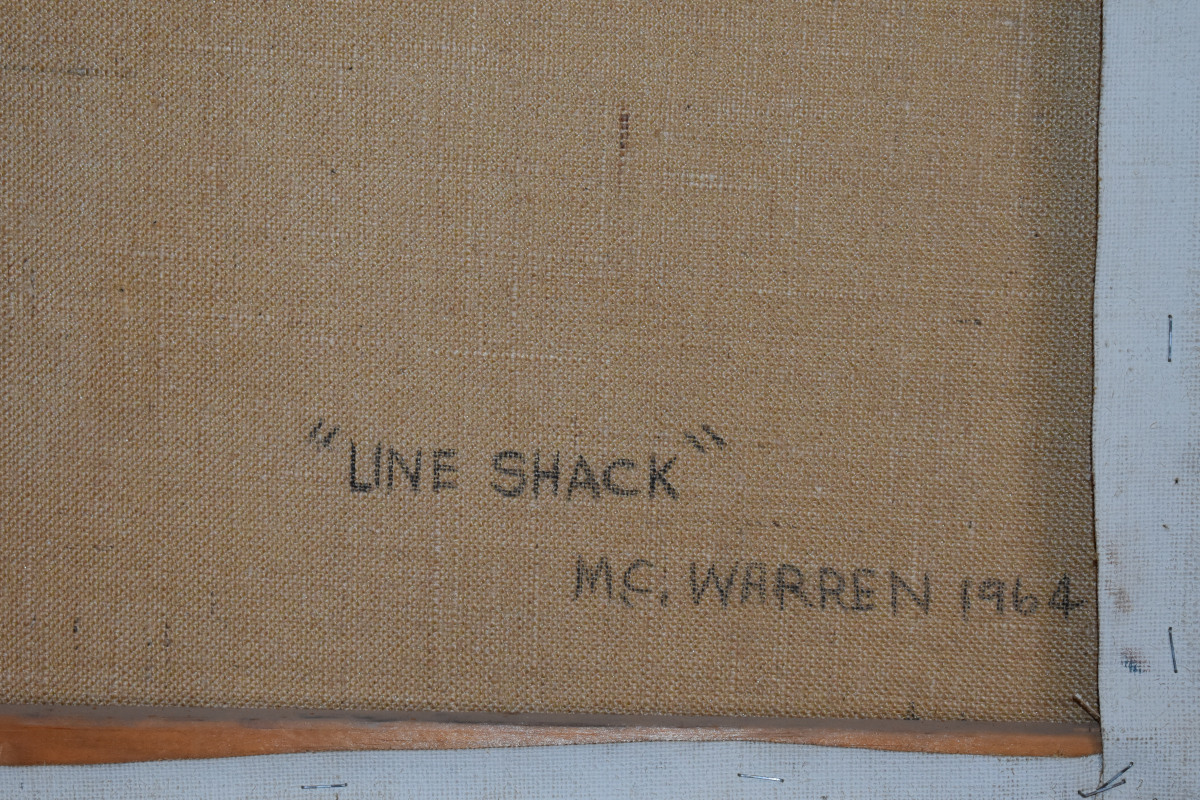 "LINE SHACK"
M.C. WARREN 1964